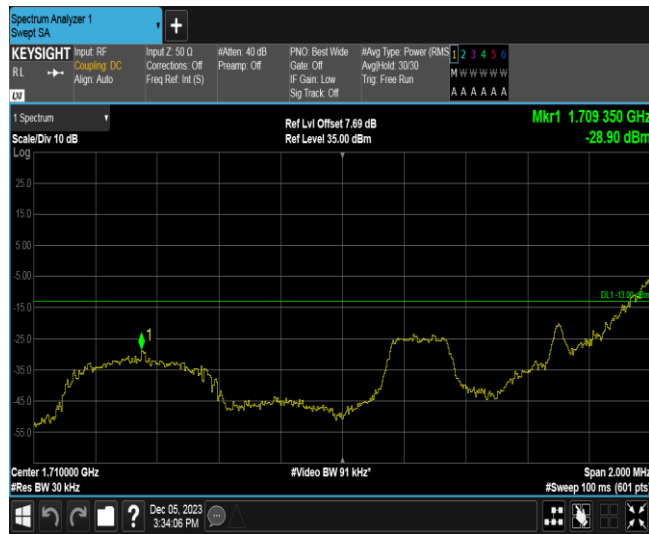 Spectrum Analyzer 1
Swept SA
+
KEYSIGHT
RL
LXI
Input: RF
Coupling: DC
Align: Auto
Input Z: 50 Ω
Corrections: Off
Freq Ref: Int (S)
#Atten: 40 dB
Preamp: Off
PNO: Best Wide
Gate: Off
IF Gain: Low
Sig Track: Off
#Avg Type: Power (RMS
Avg|Hold: 30/30
Trig: Free Run
1 2 3 4 5 6
M W W W W W
A A A A A A
1 Spectrum
Scale/Div 10 dB
Ref Lvl Offset 7.69 dB
Ref Level 35.00 dBm
Mkr1 1.709 350 GHz
-28.90 dBm
Log
25.0
15.0
5.00
-5.00
-15.0
-25.0
-35.0
-45.0
-55.0
DL1 -13.00 dBm
1
Center 1.710000 GHz
#Res BW 30 kHz
#Video BW 91 kHz*
Span 2.000 MHz
#Sweep 100 ms (601 pts
?
Dec 05, 2023
3:34:06 PM